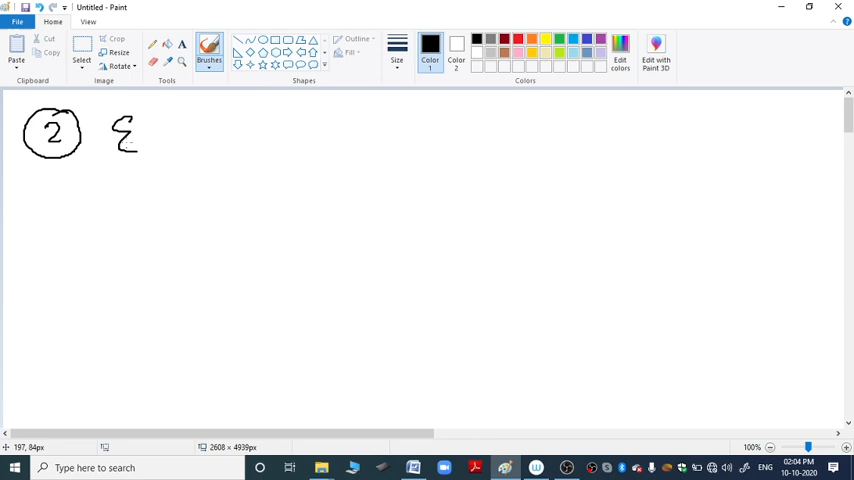 Untitled - Paint
File Home View
Paste
Cut
Copy
Clipboard
Select
Crop
Resize
Rotate
Image
A
Tools
Brushes
Outline
Fill
Shapes
Size
Color 1
Color 2
Edit colors
Colors
Edit with Paint 3D
2
197, 84px
2608 × 4939px
100%
Type here to search
ENG
02:04 PM
10-10-2020